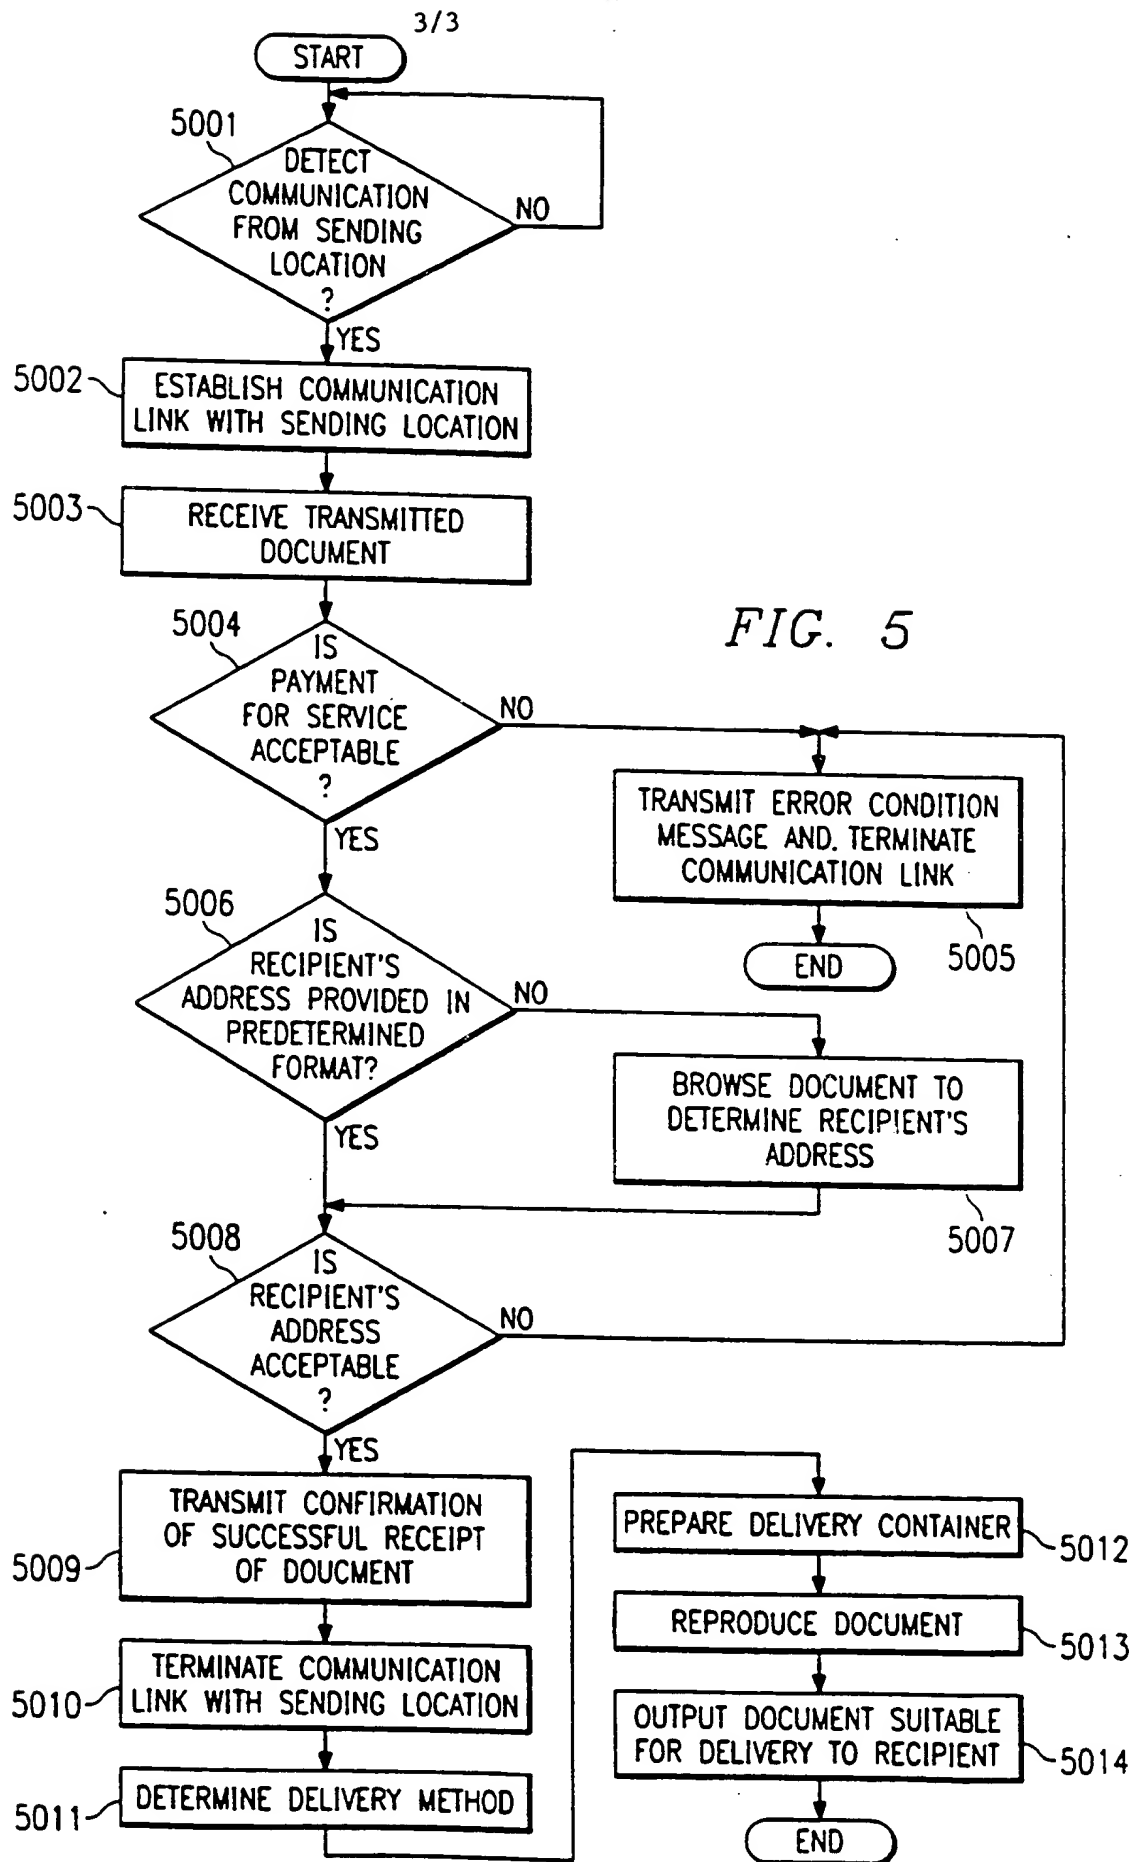 3/3
START
5001
DETECT
COMMUNICATION
FROM SENDING
LOCATION
?
NO
YES
5002
ESTABLISH COMMUNICATION
LINK WITH SENDING LOCATION
5003
RECEIVE TRANSMITTED
DOCUMENT
FIG. 5
5004
IS
PAYMENT
FOR SERVICE
ACCEPTABLE
?
NO
YES
TRANSMIT ERROR CONDITION
MESSAGE AND. TERMINATE
COMMUNICATION LINK
5005
END
5006
IS
RECIPIENT'S
ADDRESS PROVIDED IN
PREDETERMINED
FORMAT?
NO
YES
BROWSE DOCUMENT TO
DETERMINE RECIPIENT'S
ADDRESS
5007
5008
IS
RECIPIENT'S
ADDRESS
ACCEPTABLE
?
NO
YES
TRANSMIT CONFIRMATION
OF SUCCESSFUL RECEIPT
OF DOUCMENT
5009
TERMINATE COMMUNICATION
LINK WITH SENDING LOCATION
5010
DETERMINE DELIVERY METHOD
5011
PREPARE DELIVERY CONTAINER
5012
REPRODUCE DOCUMENT
5013
OUTPUT DOCUMENT SUITABLE
FOR DELIVERY TO RECIPIENT
5014
END